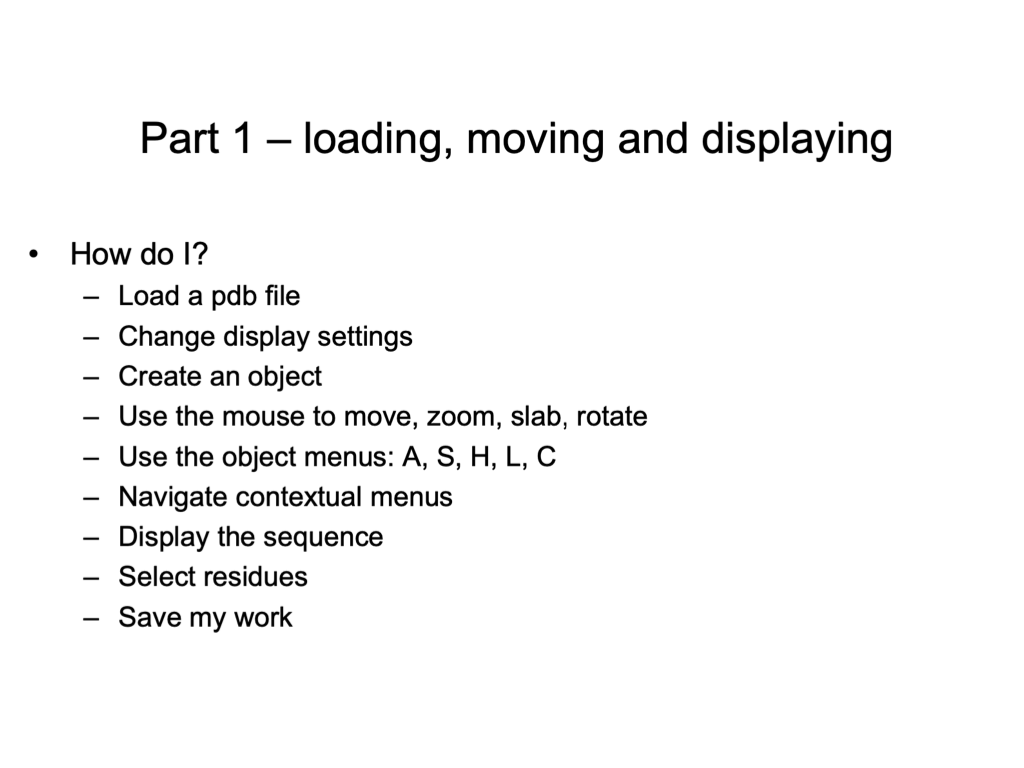 Part 1 – loading, moving and displaying
• How do I?
– Load a pdb file
– Change display settings
– Create an object
– Use the mouse to move, zoom, slab, rotate
– Use the object menus: A, S, H, L, C
– Navigate contextual menus
– Display the sequence
– Select residues
– Save my work